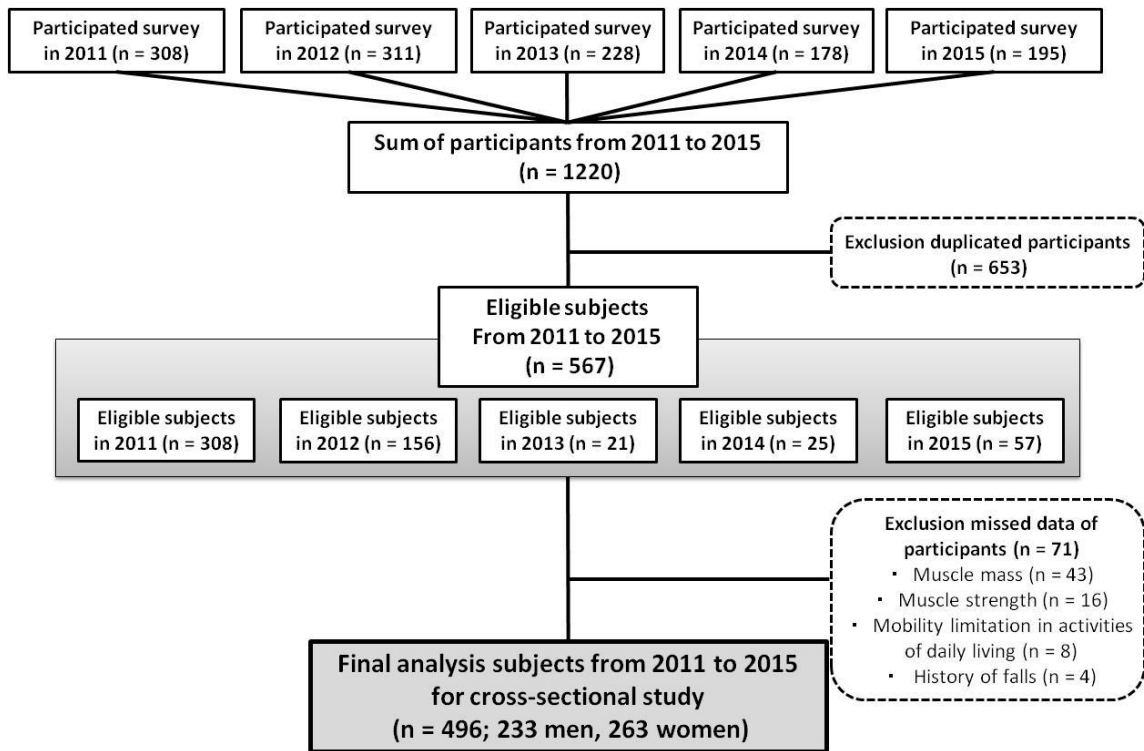 Participated survey
in 2011 (n = 308)
Participated survey
in 2012 (n = 311)
Participated survey
in 2013 (n = 228)
Participated survey
in 2014 (n = 178)
Participated survey
in 2015 (n = 195)
Sum of participants from 2011 to 2015
(n = 1220)
Exclusion duplicated participants
(n = 653)
Eligible subjects
From 2011 to 2015
(n = 567)
Eligible subjects
in 2011 (n = 308)
Eligible subjects
in 2012 (n = 156)
Eligible subjects
in 2013 (n = 21)
Eligible subjects
in 2014 (n = 25)
Eligible subjects
in 2015 (n = 57)
Exclusion missed data of
participants (n = 71)
▪ Muscle mass (n = 43)
▪ Muscle strength (n = 16)
▪ Mobility limitation in activities
of daily living (n = 8)
▪ History of falls (n = 4)
Final analysis subjects from 2011 to 2015
for cross-sectional study
(n = 496; 233 men, 263 women)